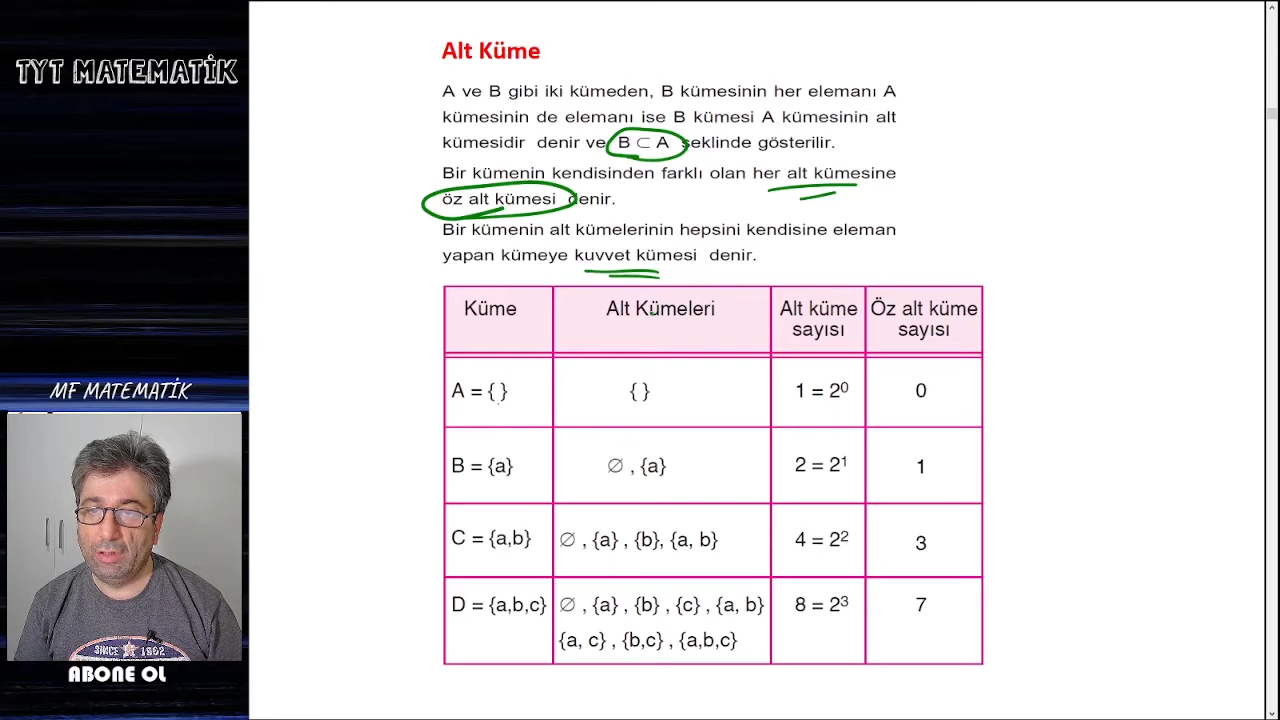 TYT MATEMATİK
MF MATEMATİK
SINCE 1962
ABONE OL
Alt Küme
A ve B gibi iki kümeden, B kümesinin her elemanı A
kümesinin de elemanı ise B kümesi A kümesinin alt
kümesidir denir ve B ⊂ A şeklinde gösterilir.
Bir kümenin kendisinden farklı olan her alt kümesine
öz alt kümesi denir.
Bir kümenin alt kümelerinin hepsini kendisine eleman
yapan kümeye kuvvet kümesi denir.
Küme Alt Kümeleri Alt küme sayısı Öz alt küme sayısı
A = { } { } 1 = 2⁰ 0
B = {a} ∅ , {a} 2 = 2¹ 1
C = {a,b} ∅ , {a} , {b}, {a, b} 4 = 2² 3
D = {a,b,c} ∅ , {a} , {b} , {c} , {a, b} 8 = 2³ 7
{a, c} , {b,c} , {a,b,c}